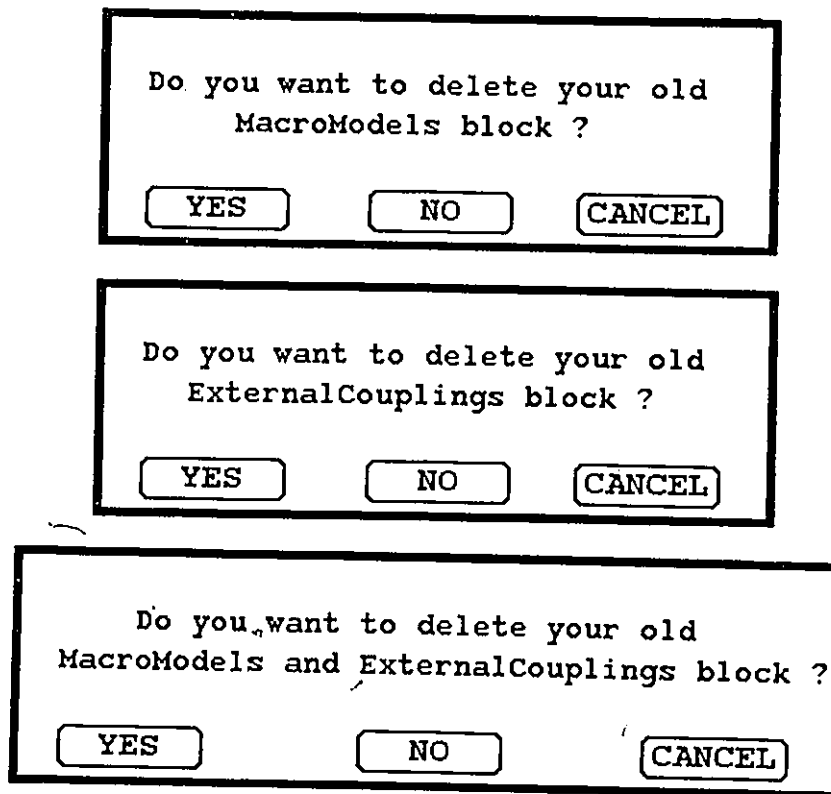 Do you want to delete your old
MacroModels block ?
YES NO CANCEL
Do you want to delete your old
ExternalCouplings block ?
YES NO CANCEL
Do you want to delete your old
MacroModels and ExternalCouplings block ?
YES NO CANCEL